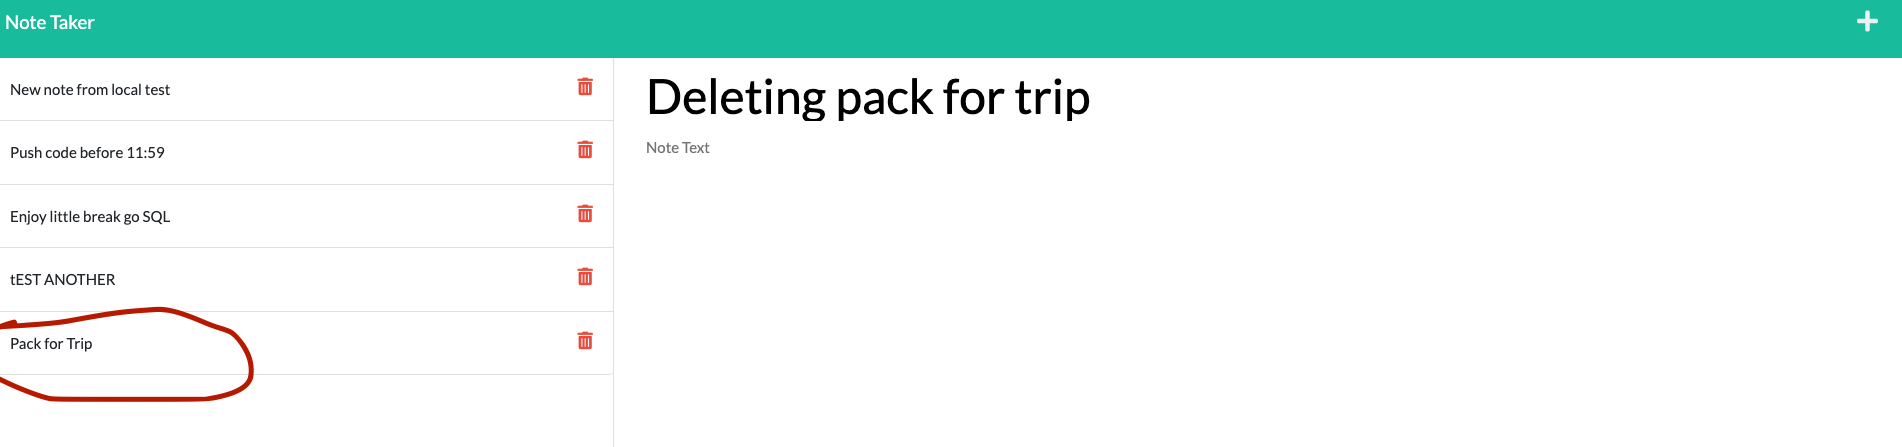 Note Taker
New note from local test
Push code before 11:59
Enjoy little break go SQL
tEST ANOTHER
Pack for Trip
Deleting pack for trip
Note Text